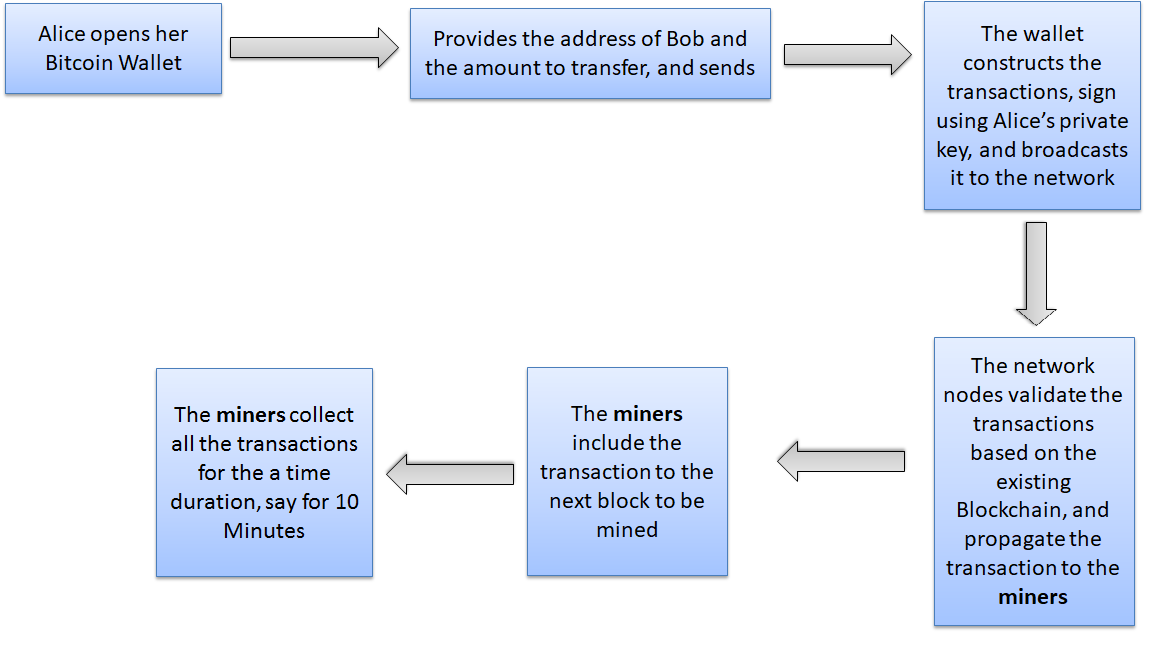 Alice opens her
Bitcoin Wallet
Provides the address of Bob and
the amount to transfer, and sends
The wallet
constructs the
transactions, sign
using Alice’s private
key, and broadcasts
it to the network
The network
nodes validate the
transactions
based on the
existing
Blockchain, and
propagate the
transaction to the
miners
The miners
include the
transaction to the
next block to be
mined
The miners collect
all the transactions
for the a time
duration, say for 10
Minutes